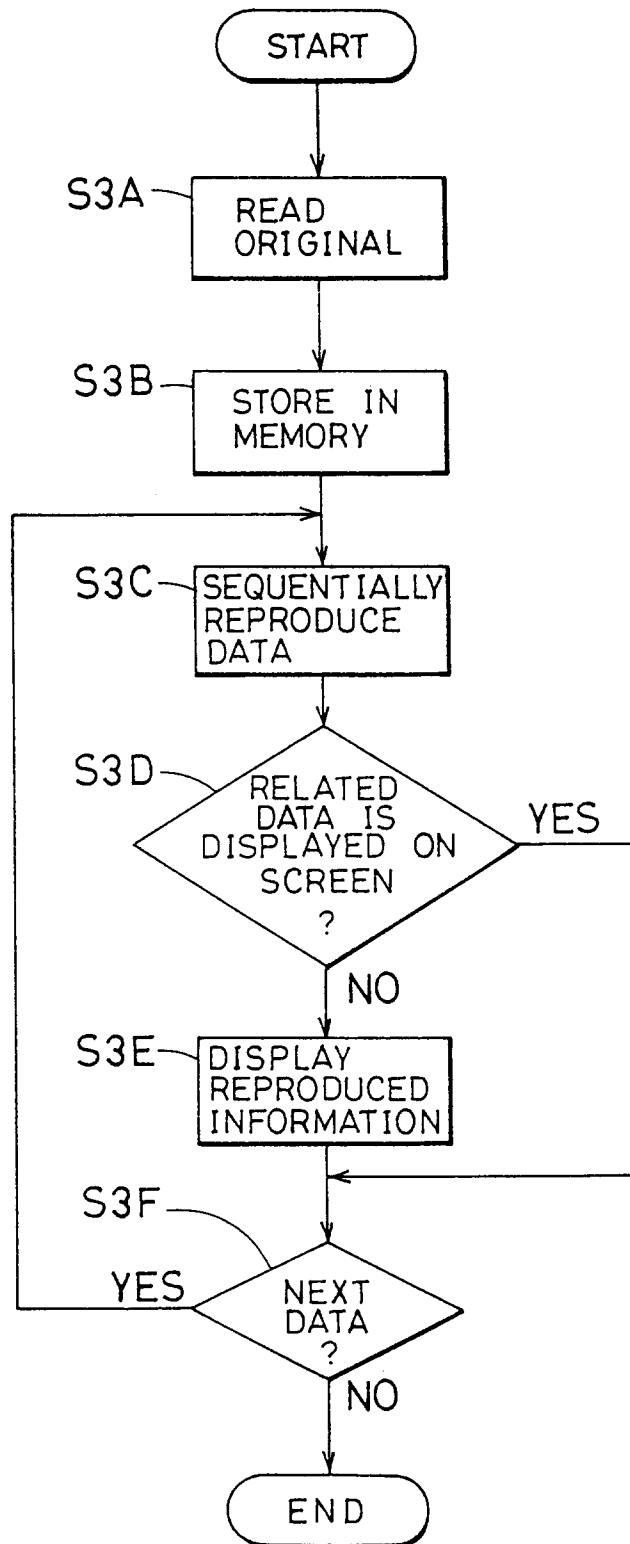 START
S3A
READ
ORIGINAL
S3B
STORE IN
MEMORY
S3C
SEQUENTIALLY
REPRODUCE
DATA
S3D
RELATED
DATA IS
DISPLAYED ON
SCREEN
?
YES
NO
S3E
DISPLAY
REPRODUCED
INFORMATION
S3F
YES
NEXT
DATA
?
NO
END